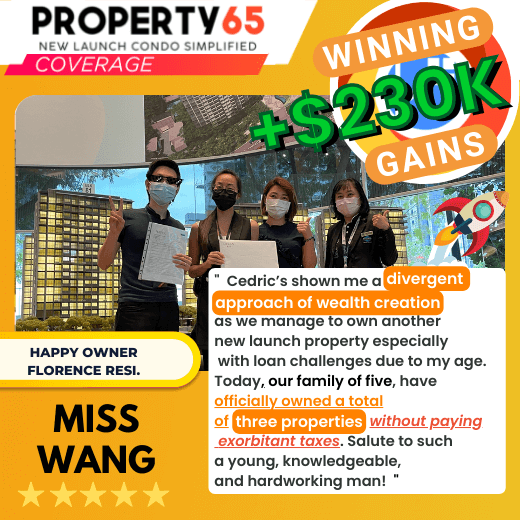 PROPERTY65
NEW LAUNCH CONDO SIMPLIFIED
COVERAGE
WINNING
+$230K
GAINS
" Cedric's shown me a divergent
approach of wealth creation
as we manage to own another
new launch property especially
with loan challenges due to my age.
Today, our family of five, have
officially owned a total
of three properties without paying
exorbitant taxes. Salute to such
a young, knowledgeable,
and hardworking man! "
HAPPY OWNER
FLORENCE RESI.
MISS
WANG